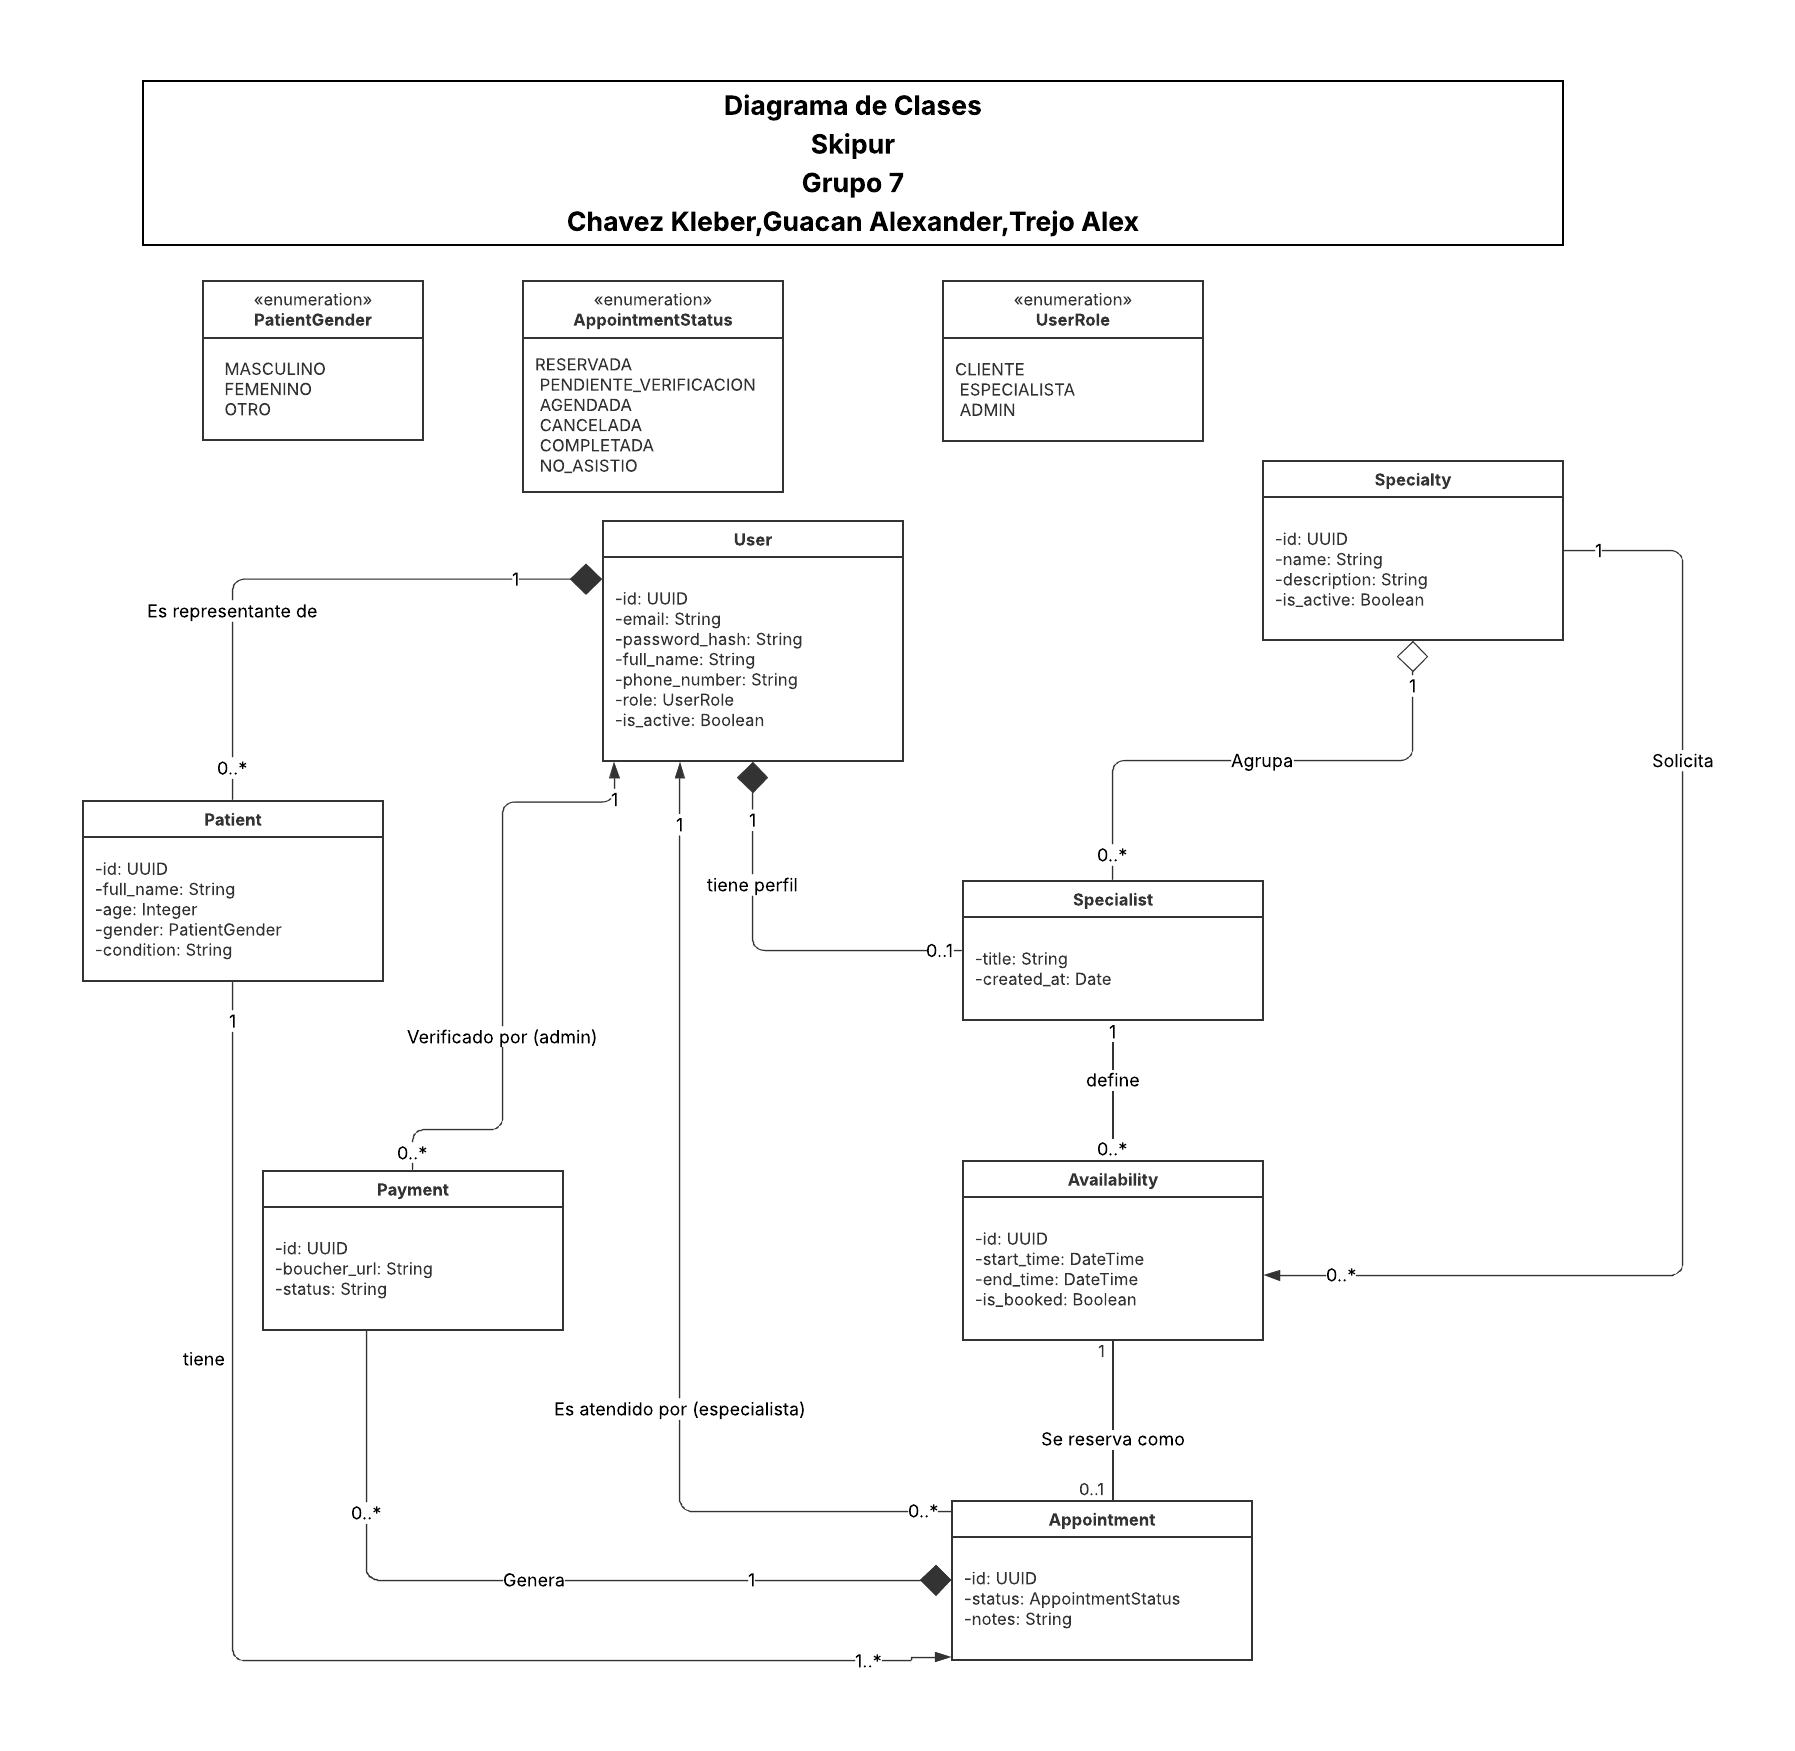 Diagrama de Clases
Skipur
Grupo 7
Chavez Kleber,Guacan Alexander,Trejo Alex
«enumeration»
PatientGender
MASCULINO
FEMENINO
OTRO
«enumeration»
AppointmentStatus
RESERVADA
PENDIENTE_VERIFICACION
AGENDADA
CANCELADA
COMPLETADA
NO_ASISTIO
«enumeration»
UserRole
CLIENTE
ESPECIALISTA
ADMIN
Specialty
-id: UUID
-name: String
-description: String
-is_active: Boolean
1
1
Agrupa
0..*
Solicita
0..*
User
-id: UUID
-email: String
-password_hash: String
-full_name: String
-phone_number: String
-role: UserRole
-is_active: Boolean
1
Es representante de
0..*
1
1
1
tiene perfil
0..1
Patient
-id: UUID
-full_name: String
-age: Integer
-gender: PatientGender
-condition: String
1
tiene
1..*
Specialist
-title: String
-created_at: Date
1
define
0..*
Verificado por (admin)
0..*
Payment
-id: UUID
-boucher_url: String
-status: String
0..*
Genera
1
Availability
-id: UUID
-start_time: DateTime
-end_time: DateTime
-is_booked: Boolean
1
Se reserva como
0..1
Es atendido por (especialista)
0..*
Appointment
-id: UUID
-status: AppointmentStatus
-notes: String